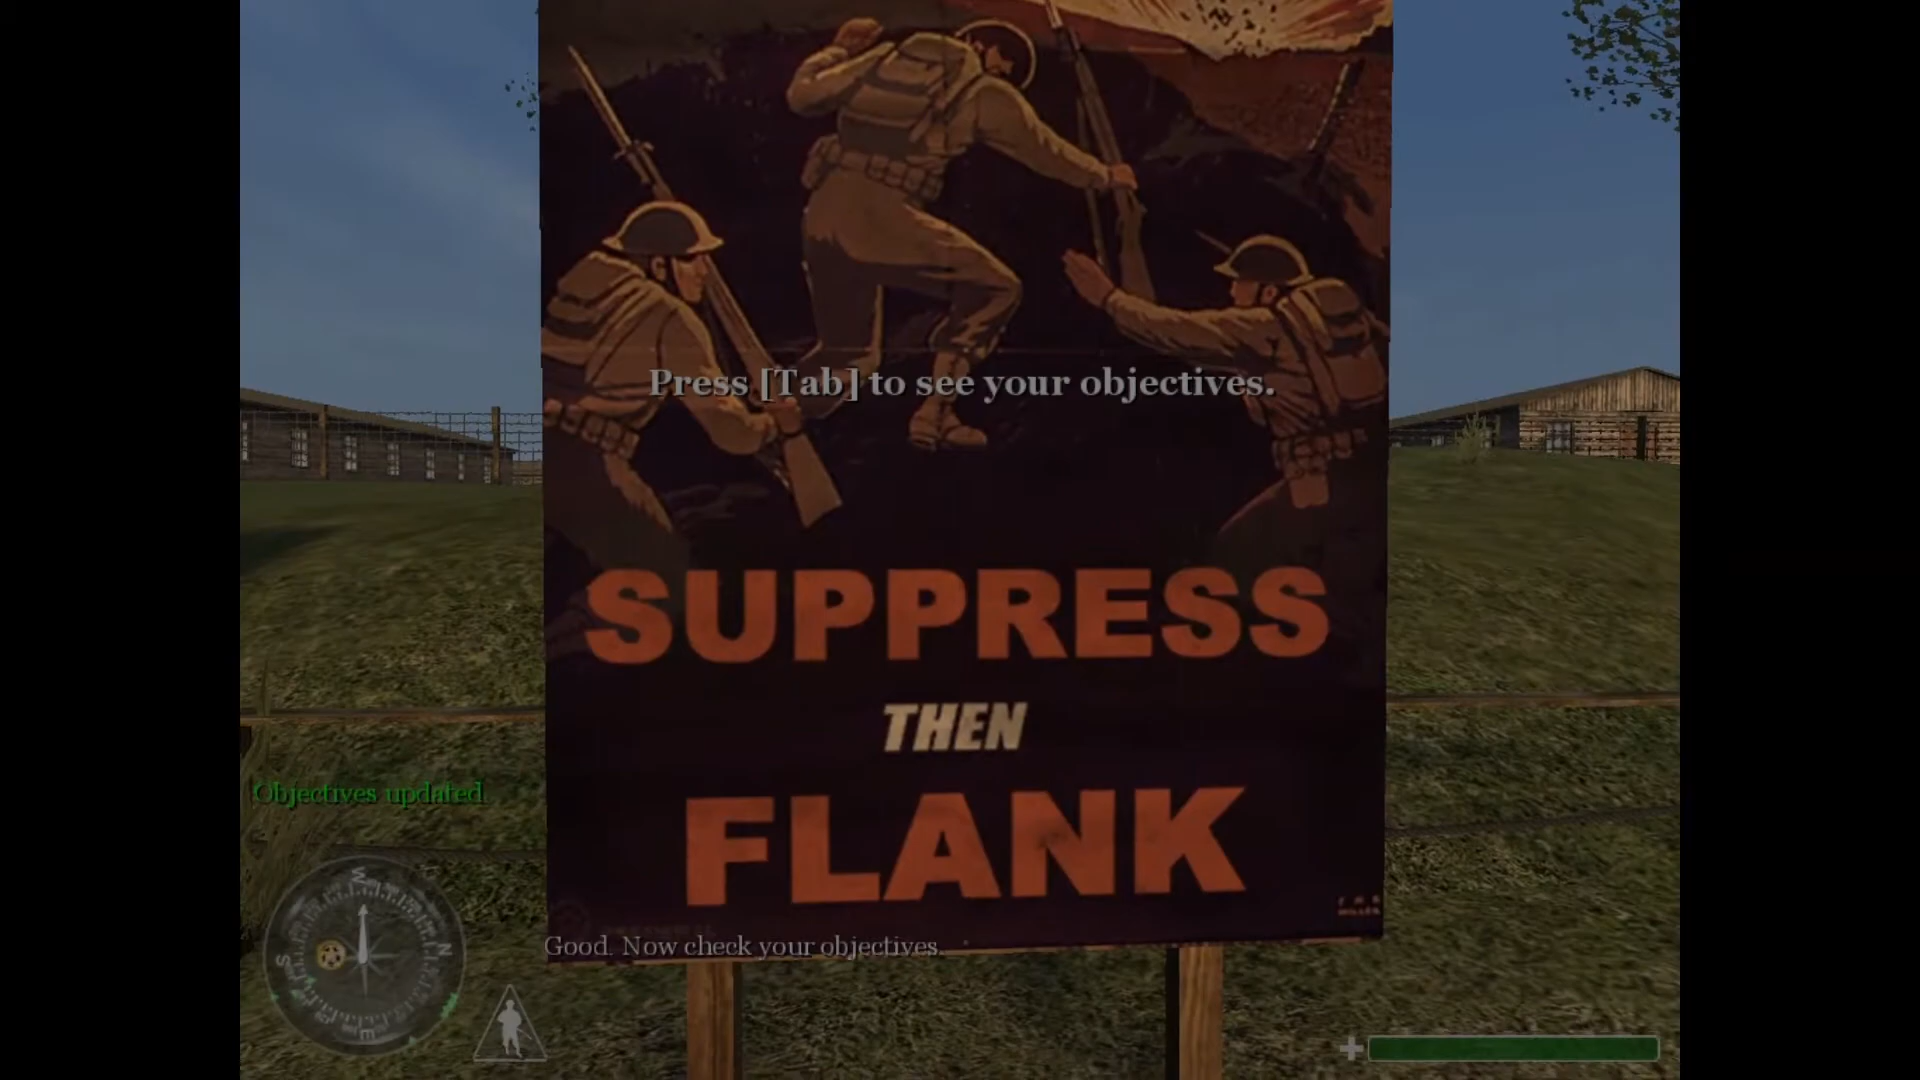 Press [Tab] to see your objectives.
SUPPRESS
THEN
FLANK
Objectives updated.
Good. Now check your objectives.